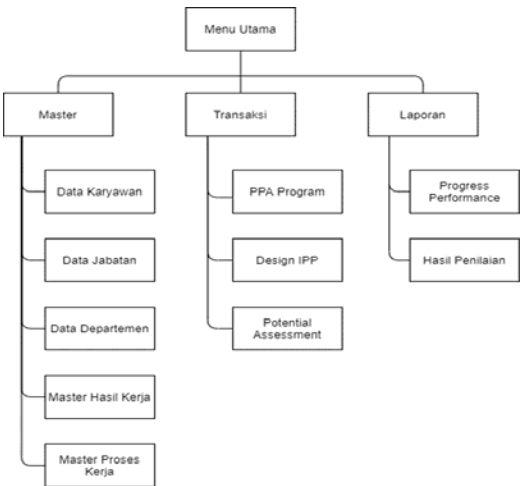 Menu Utama
Master
Transaksi
Laporan
Data Karyawan
PPA Program
Progress
Performance
Data Jabatan
Design IPP
Hasil Penilaian
Data Departemen
Potential
Assessment
Master Hasil Kerja
Master Proses
Kerja